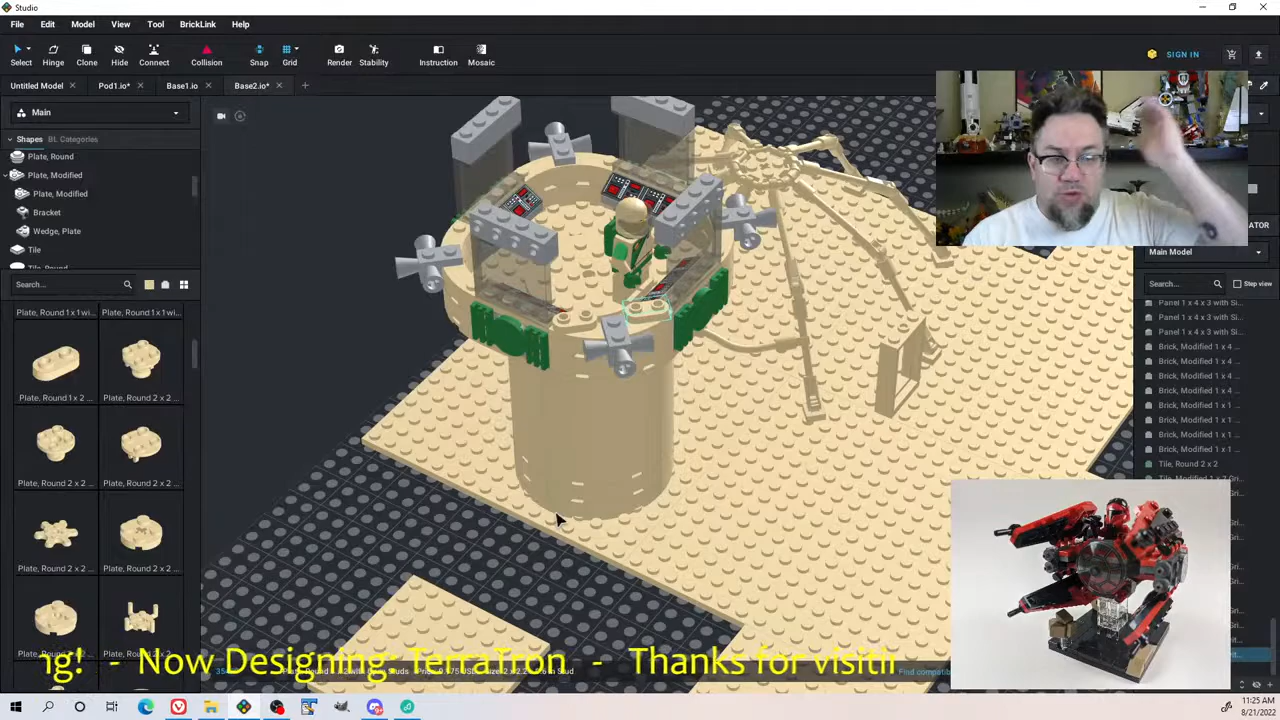 Studio
File Edit Model View Tool BrickLink Help
Select Hinge Clone Hide Connect Collision Snap Grid Render Stability Instruction Mosaic
SIGN IN
Untitled Model Pod1.io* Base1.io Base2.io*
Main
Shapes BL Categories
Plate, Round
Plate, Modified
Plate, Modified
Bracket
Wedge, Plate
Tile
Search...
Plate, Round 1 x 1 wi... Plate, Round 1 x 1 wi...
Plate, Round 1 x 2 ... Plate, Round 2 x 2 ...
Plate, Round 2 x 2 ... Plate, Round 2 x 2 ...
Plate, Round 2 x 2 ... Plate, Round 2 x 2 ...
Main Model
Search... Step view
Panel 1 x 4 x 3 with Si...
Panel 1 x 4 x 3 with Si...
Panel 1 x 4 x 3 with Si...
Brick, Modified 1 x 4 ...
Brick, Modified 1 x 4 ...
Brick, Modified 1 x 4 ...
Brick, Modified 1 x 4 ...
Brick, Modified 1 x 1 ...
Brick, Modified 1 x 1 ...
Brick, Modified 1 x 1 ...
Brick, Modified 1 x 1 ...
Tile, Round 2 x 2
ng! - Now Designing: TerraTron - Thanks for visitin
11:25 AM
8/21/2022